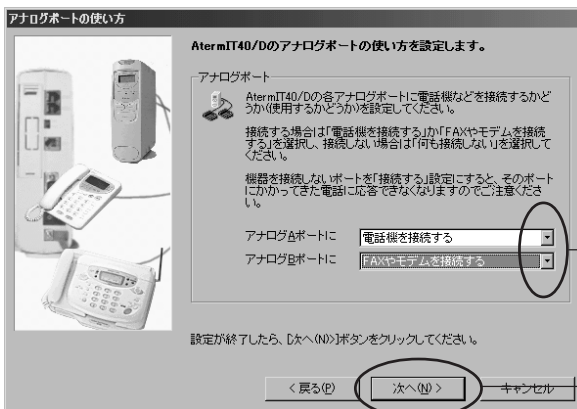 アナログポートの使い方
AtermIT40/Dのアナログポートの使い方を設定します。
アナログポート
AtermIT40/Dの各アナログポートに電話機などを接続するかど
うか(使用するかどうか)を設定してください。
接続する場合は「電話機を接続する」か「FAXやモデムを接続
する」を選択し、接続しない場合は「何も接続しない」を選択して
ください。
機器を接続しないポートを「接続する」設定にすると、そのポート
にかかってきた電話に応答できなくなりますのでご注意くださ
い。
アナログAポートに 電話機を接続する
アナログBポートに FAXやモデムを接続する
設定が終了したら、[次へ(N)>]ボタンをクリックしてください。
< 戻る(P) 次へ(N) > キャンセル